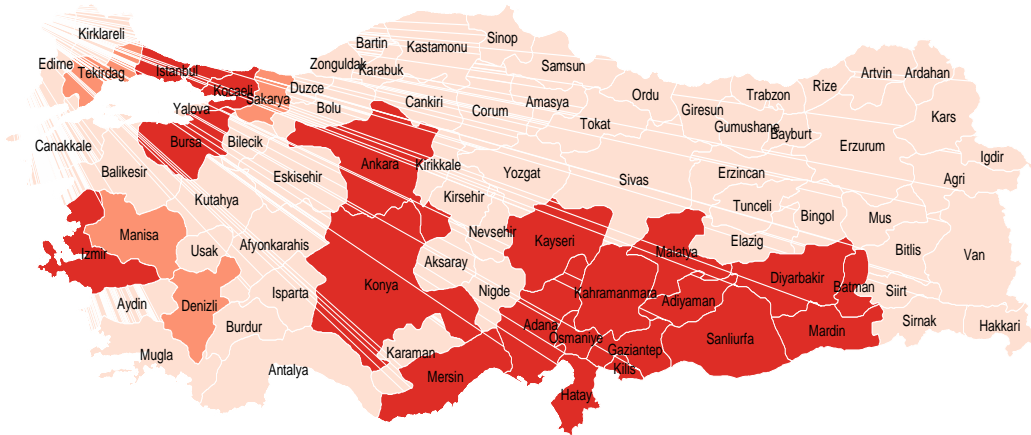 Kirklareli
Edirne
Tekirdag
Istanbul
Kocaeli
Yalova
Sakarya
Duzce
Zonguldak
Bartin
Karabuk
Kastamonu
Sinop
Samsun
Bolu
Cankiri
Corum
Amasya
Tokat
Ordu
Giresun
Trabzon
Gumushane
Bayburt
Rize
Artvin
Ardahan
Kars
Igdir
Erzurum
Agri
Canakkale
Balikesir
Bursa
Bilecik
Eskisehir
Ankara
Kirikkale
Kirsehir
Yozgat
Sivas
Erzincan
Tunceli
Bingol
Mus
Bitlis
Van
Kutahya
Manisa
Izmir
Usak
Afyonkarahis
Konya
Aksaray
Nevsehir
Kayseri
Nigde
Malatya
Elazig
Diyarbakir
Batman
Siirt
Sirnak
Hakkari
Aydin
Denizli
Isparta
Burdur
Mugla
Antalya
Karaman
Mersin
Adana
Osmaniye
Kahramanmara
Adiyaman
Gaziantep
Kilis
Hatay
Sanliurfa
Mardin